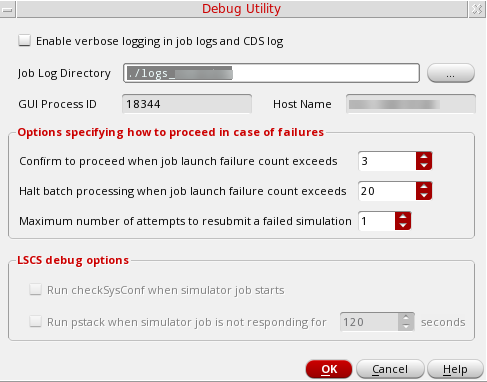 Debug Utility
Enable verbose logging in job logs and CDS log
Job Log Directory ./logs_ ...
GUI Process ID 18344 Host Name
Options specifying how to proceed in case of failures
Confirm to proceed when job launch failure count exceeds 3
Halt batch processing when job launch failure count exceeds 20
Maximum number of attempts to resubmit a failed simulation 1
LSCS debug options
Run checkSysConf when simulator job starts
Run pstack when simulator job is not responding for 120 seconds
OK Cancel Help